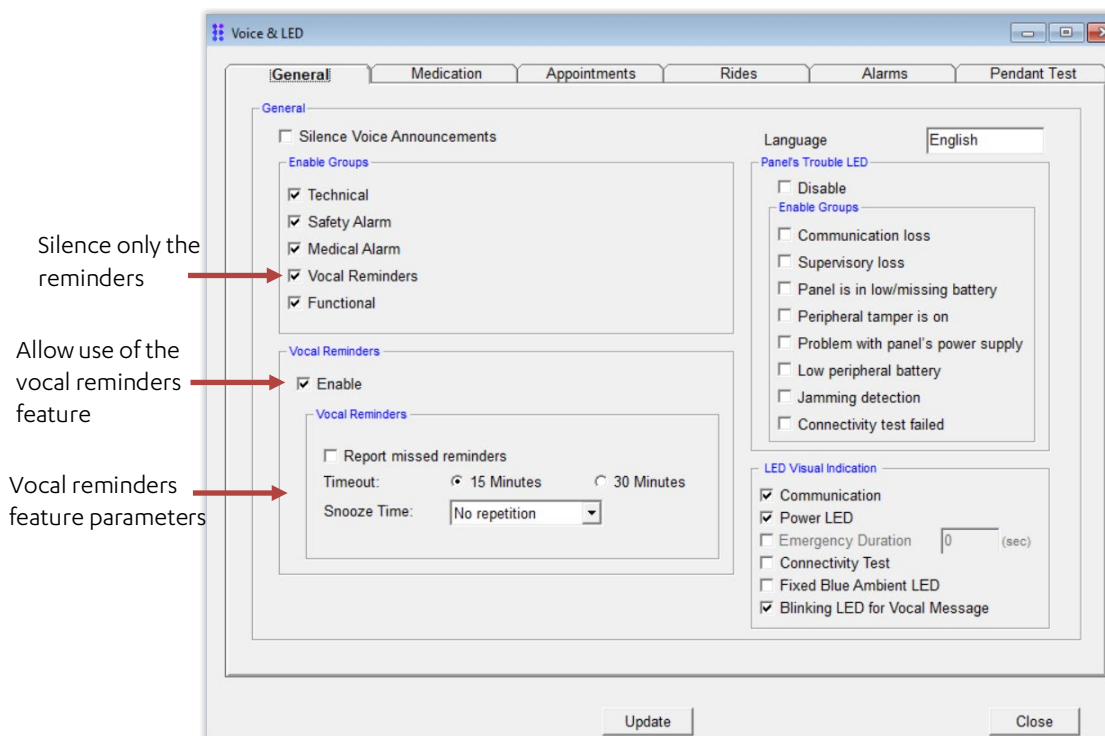 Voice & LED
General
Medication
Appointments
Rides
Alarms
Pendant Test
General
Silence Voice Announcements
Language
English
Enable Groups
Technical
Safety Alarm
Medical Alarm
Vocal Reminders
Functional
Silence only the
reminders
Vocal Reminders
Enable
Allow use of the
vocal reminders
feature
Vocal Reminders
Report missed reminders
Timeout:
15 Minutes
30 Minutes
Snooze Time:
No repetition
Vocal reminders
feature parameters
Panel's Trouble LED
Disable
Enable Groups
Communication loss
Supervisory loss
Panel is in low/missing battery
Peripheral tamper is on
Problem with panel's power supply
Low peripheral battery
Jamming detection
Connectivity test failed
LED Visual Indication
Communication
Power LED
Emergency Duration
0
(sec)
Connectivity Test
Fixed Blue Ambient LED
Blinking LED for Vocal Message
Update
Close